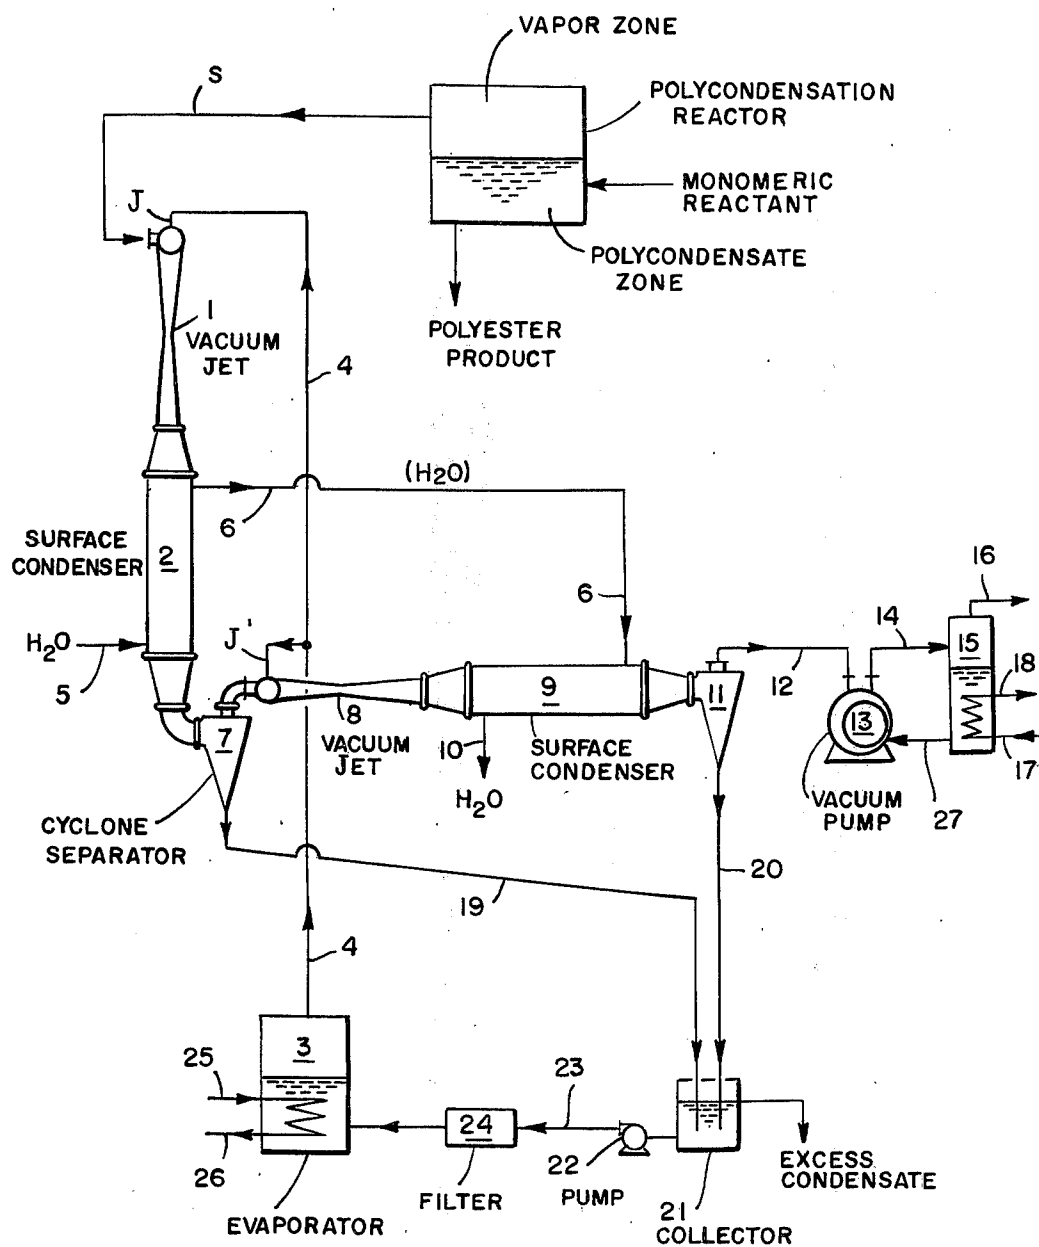 VAPOR ZONE
S
POLYCONDENSATION
REACTOR
MONOMERIC
REACTANT
J
POLYCONDENSATE
ZONE
1
VACUUM
JET
POLYESTER
PRODUCT
4
(H2O)
6
SURFACE
CONDENSER
2
16
6
14
15
H2O
J'
18
5
12
9
11
13
7
8
VACUUM
JET
10
SURFACE
CONDENSER
17
H2O
VACUUM
PUMP
27
CYCLONE
SEPARATOR
20
19
4
3
25
23
24
26
22
EXCESS
CONDENSATE
FILTER
PUMP
21
COLLECTOR
EVAPORATOR